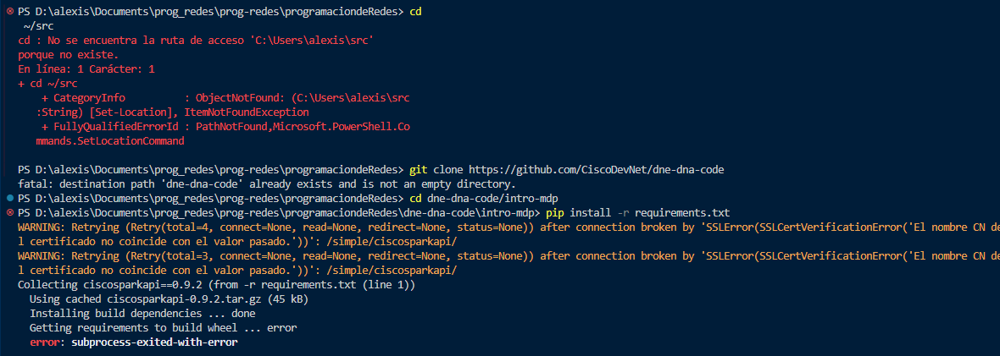 PS D:\alexis\Documents\prog_redes\prog-redes\programaciondeRedes> cd
 ~/src
cd : No se encuentra la ruta de acceso 'C:\Users\alexis\src'
porque no existe.
En línea: 1 Carácter: 1
+ cd ~/src
    + CategoryInfo          : ObjectNotFound: (C:\Users\alexis\src
   :String) [Set-Location], ItemNotFoundException
    + FullyQualifiedErrorId : PathNotFound,Microsoft.PowerShell.Co
   mmands.SetLocationCommand
PS D:\alexis\Documents\prog_redes\prog-redes\programaciondeRedes> git clone https://github.com/CiscoDevNet/dne-dna-code
fatal: destination path 'dne-dna-code' already exists and is not an empty directory.
PS D:\alexis\Documents\prog_redes\prog-redes\programaciondeRedes> cd dne-dna-code/intro-mdp
PS D:\alexis\Documents\prog_redes\prog-redes\programaciondeRedes\dne-dna-code\intro-mdp> pip install -r requirements.txt
WARNING: Retrying (Retry(total=4, connect=None, read=None, redirect=None, status=None)) after connection broken by 'SSLError(SSLCertVerificationError('El nombre CN de
l certificado no coincide con el valor pasado.'))': /simple/ciscosparkapi/
WARNING: Retrying (Retry(total=3, connect=None, read=None, redirect=None, status=None)) after connection broken by 'SSLError(SSLCertVerificationError('El nombre CN de
l certificado no coincide con el valor pasado.'))': /simple/ciscosparkapi/
Collecting ciscosparkapi==0.9.2 (from -r requirements.txt (line 1))
  Using cached ciscosparkapi-0.9.2.tar.gz (45 kB)
  Installing build dependencies ... done
  Getting requirements to build wheel ... error
  error: subprocess-exited-with-error